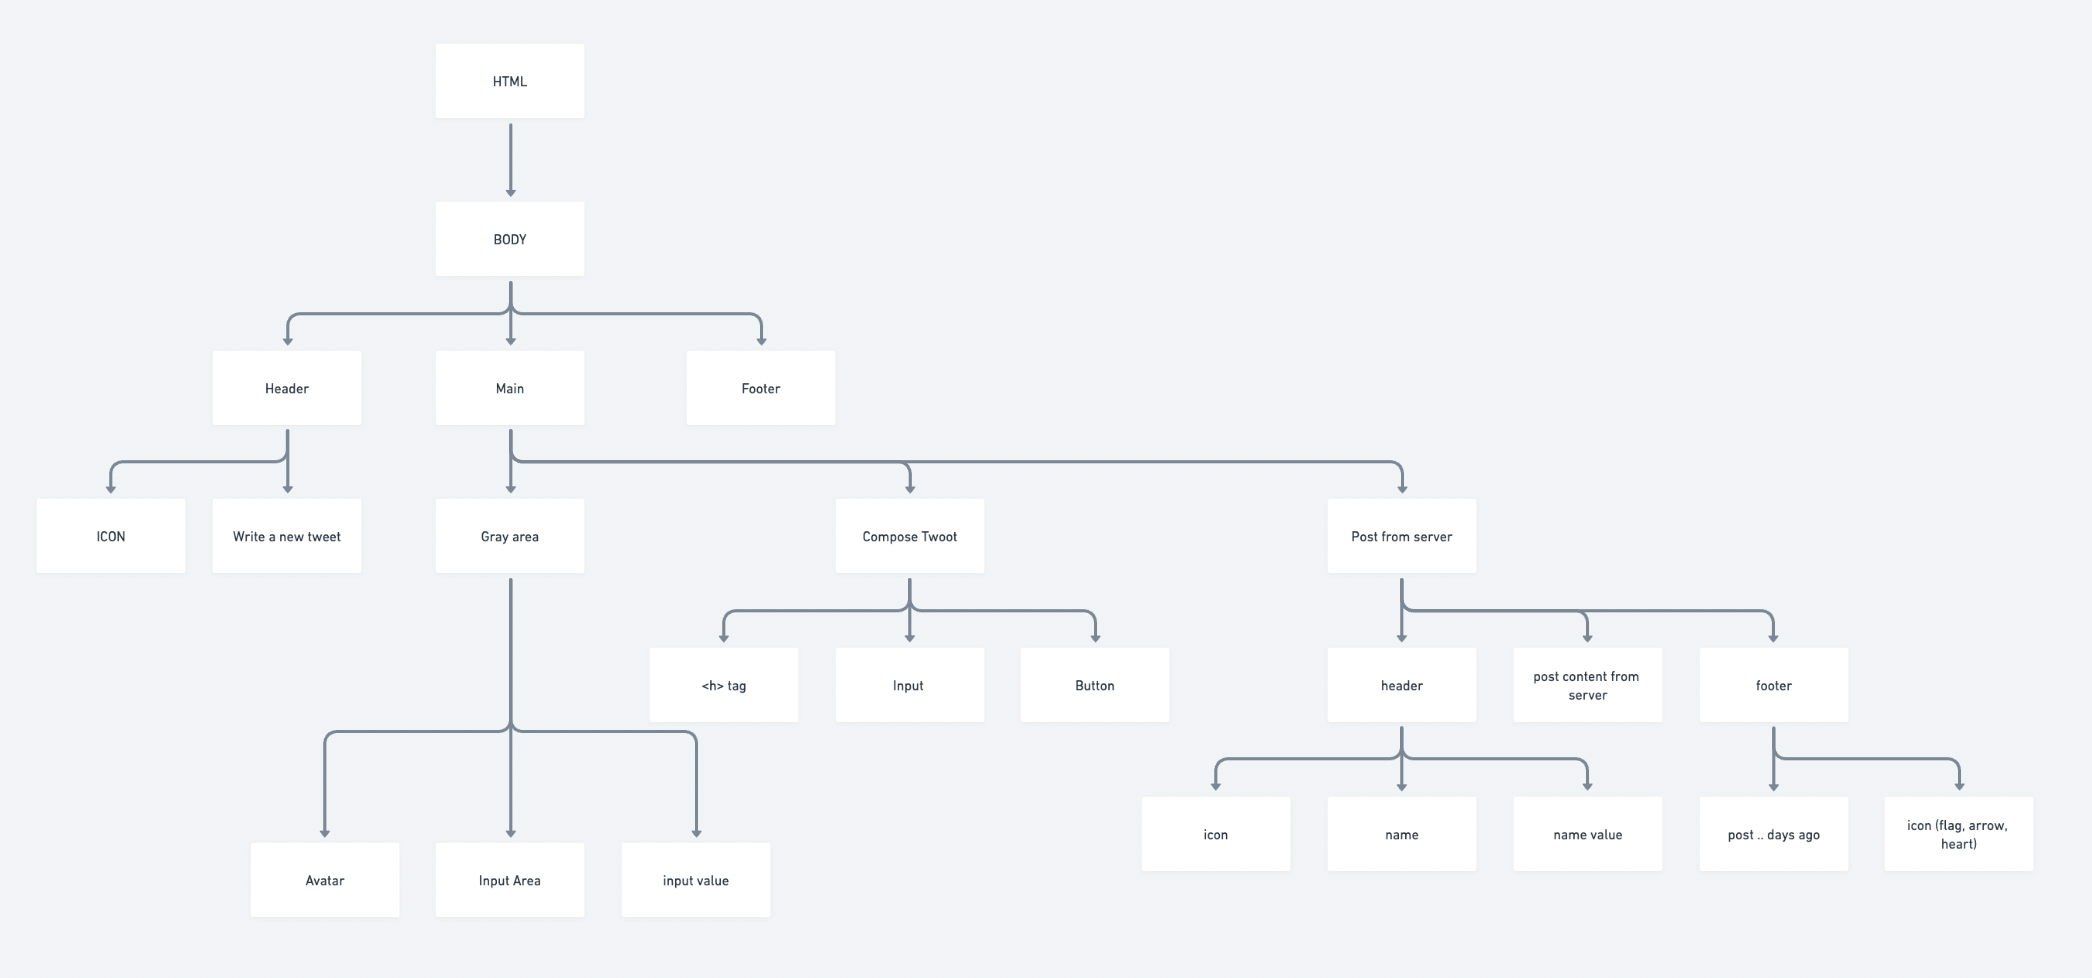 HTML
BODY
Header
Main
Footer
ICON
Write a new tweet
Gray area
Compose Twoot
Post from server
<h> tag
Input
Button
header
post content from
server
footer
icon
name
name value
post .. days ago
icon (flag, arrow,
heart)
Avatar
Input Area
input value